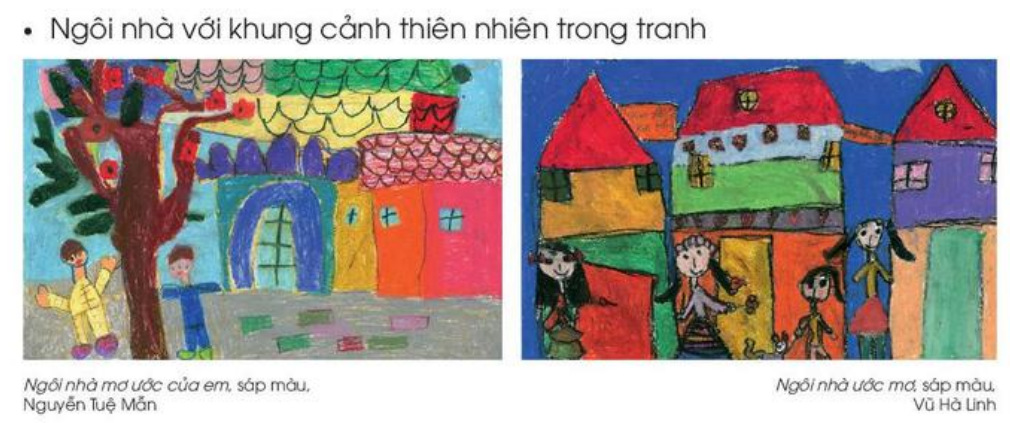 • Ngôi nhà với khung cảnh thiên nhiên trong tranh
Ngôi nhà mơ ước của em, sáp màu,
Nguyễn Tuệ Mẫn
Ngôi nhà ước mơ, sáp màu,
Vũ Hà Linh